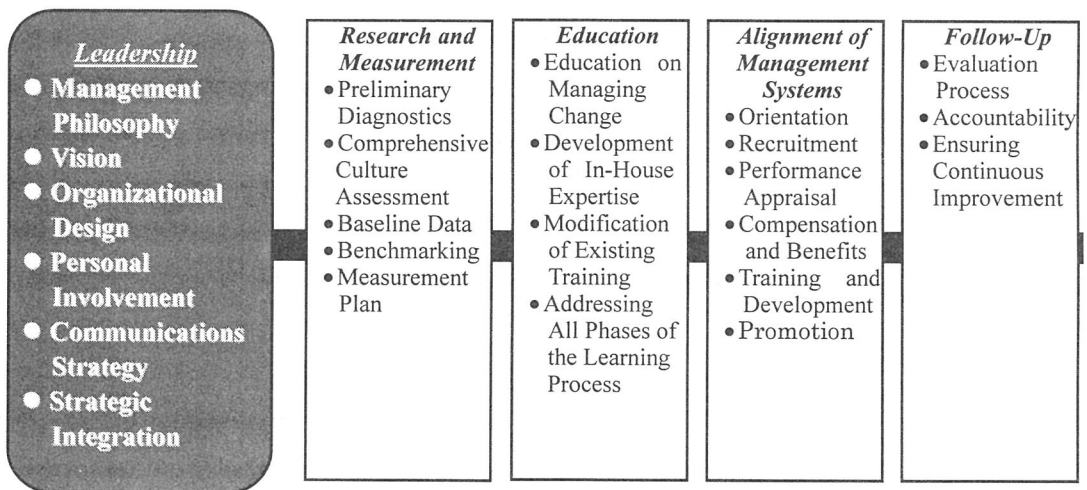 Leadership
● Management
Philosophy
● Vision
● Organizational
Design
● Personal
Involvement
● Communications
Strategy
● Strategic
Integration
Research and
Measurement
● Preliminary
Diagnostics
● Comprehensive
Culture
Assessment
● Baseline Data
● Benchmarking
● Measurement
Plan
Education
● Education on
Managing
Change
● Development
of In-House
Expertise
● Modification
of Existing
Training
● Addressing
All Phases of
the Learning
Process
Alignment of
Management
Systems
● Orientation
● Recruitment
● Performance
Appraisal
● Compensation
and Benefits
● Training and
Development
● Promotion
Follow-Up
● Evaluation
Process
● Accountability
● Ensuring
Continuous
Improvement